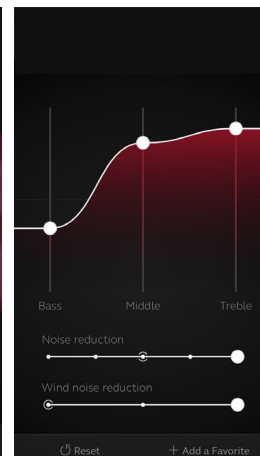 Bass Middle Treble
Noise reduction
Wind noise reduction
Reset + Add a Favorite